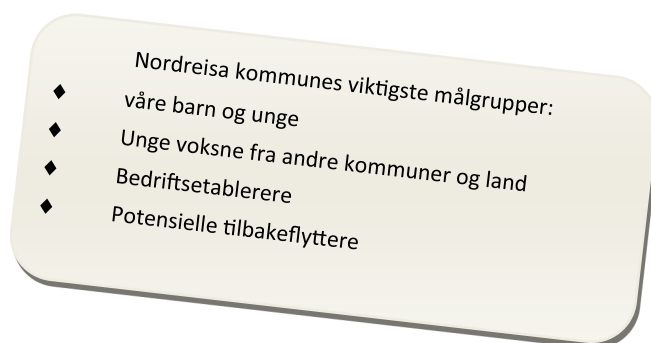 Nordreisa kommunes viktigste målgrupper:
♦ våre barn og unge
♦ Unge voksne fra andre kommuner og land
♦ Bedriftsetablerere
♦ Potensielle tilbakeflyttere